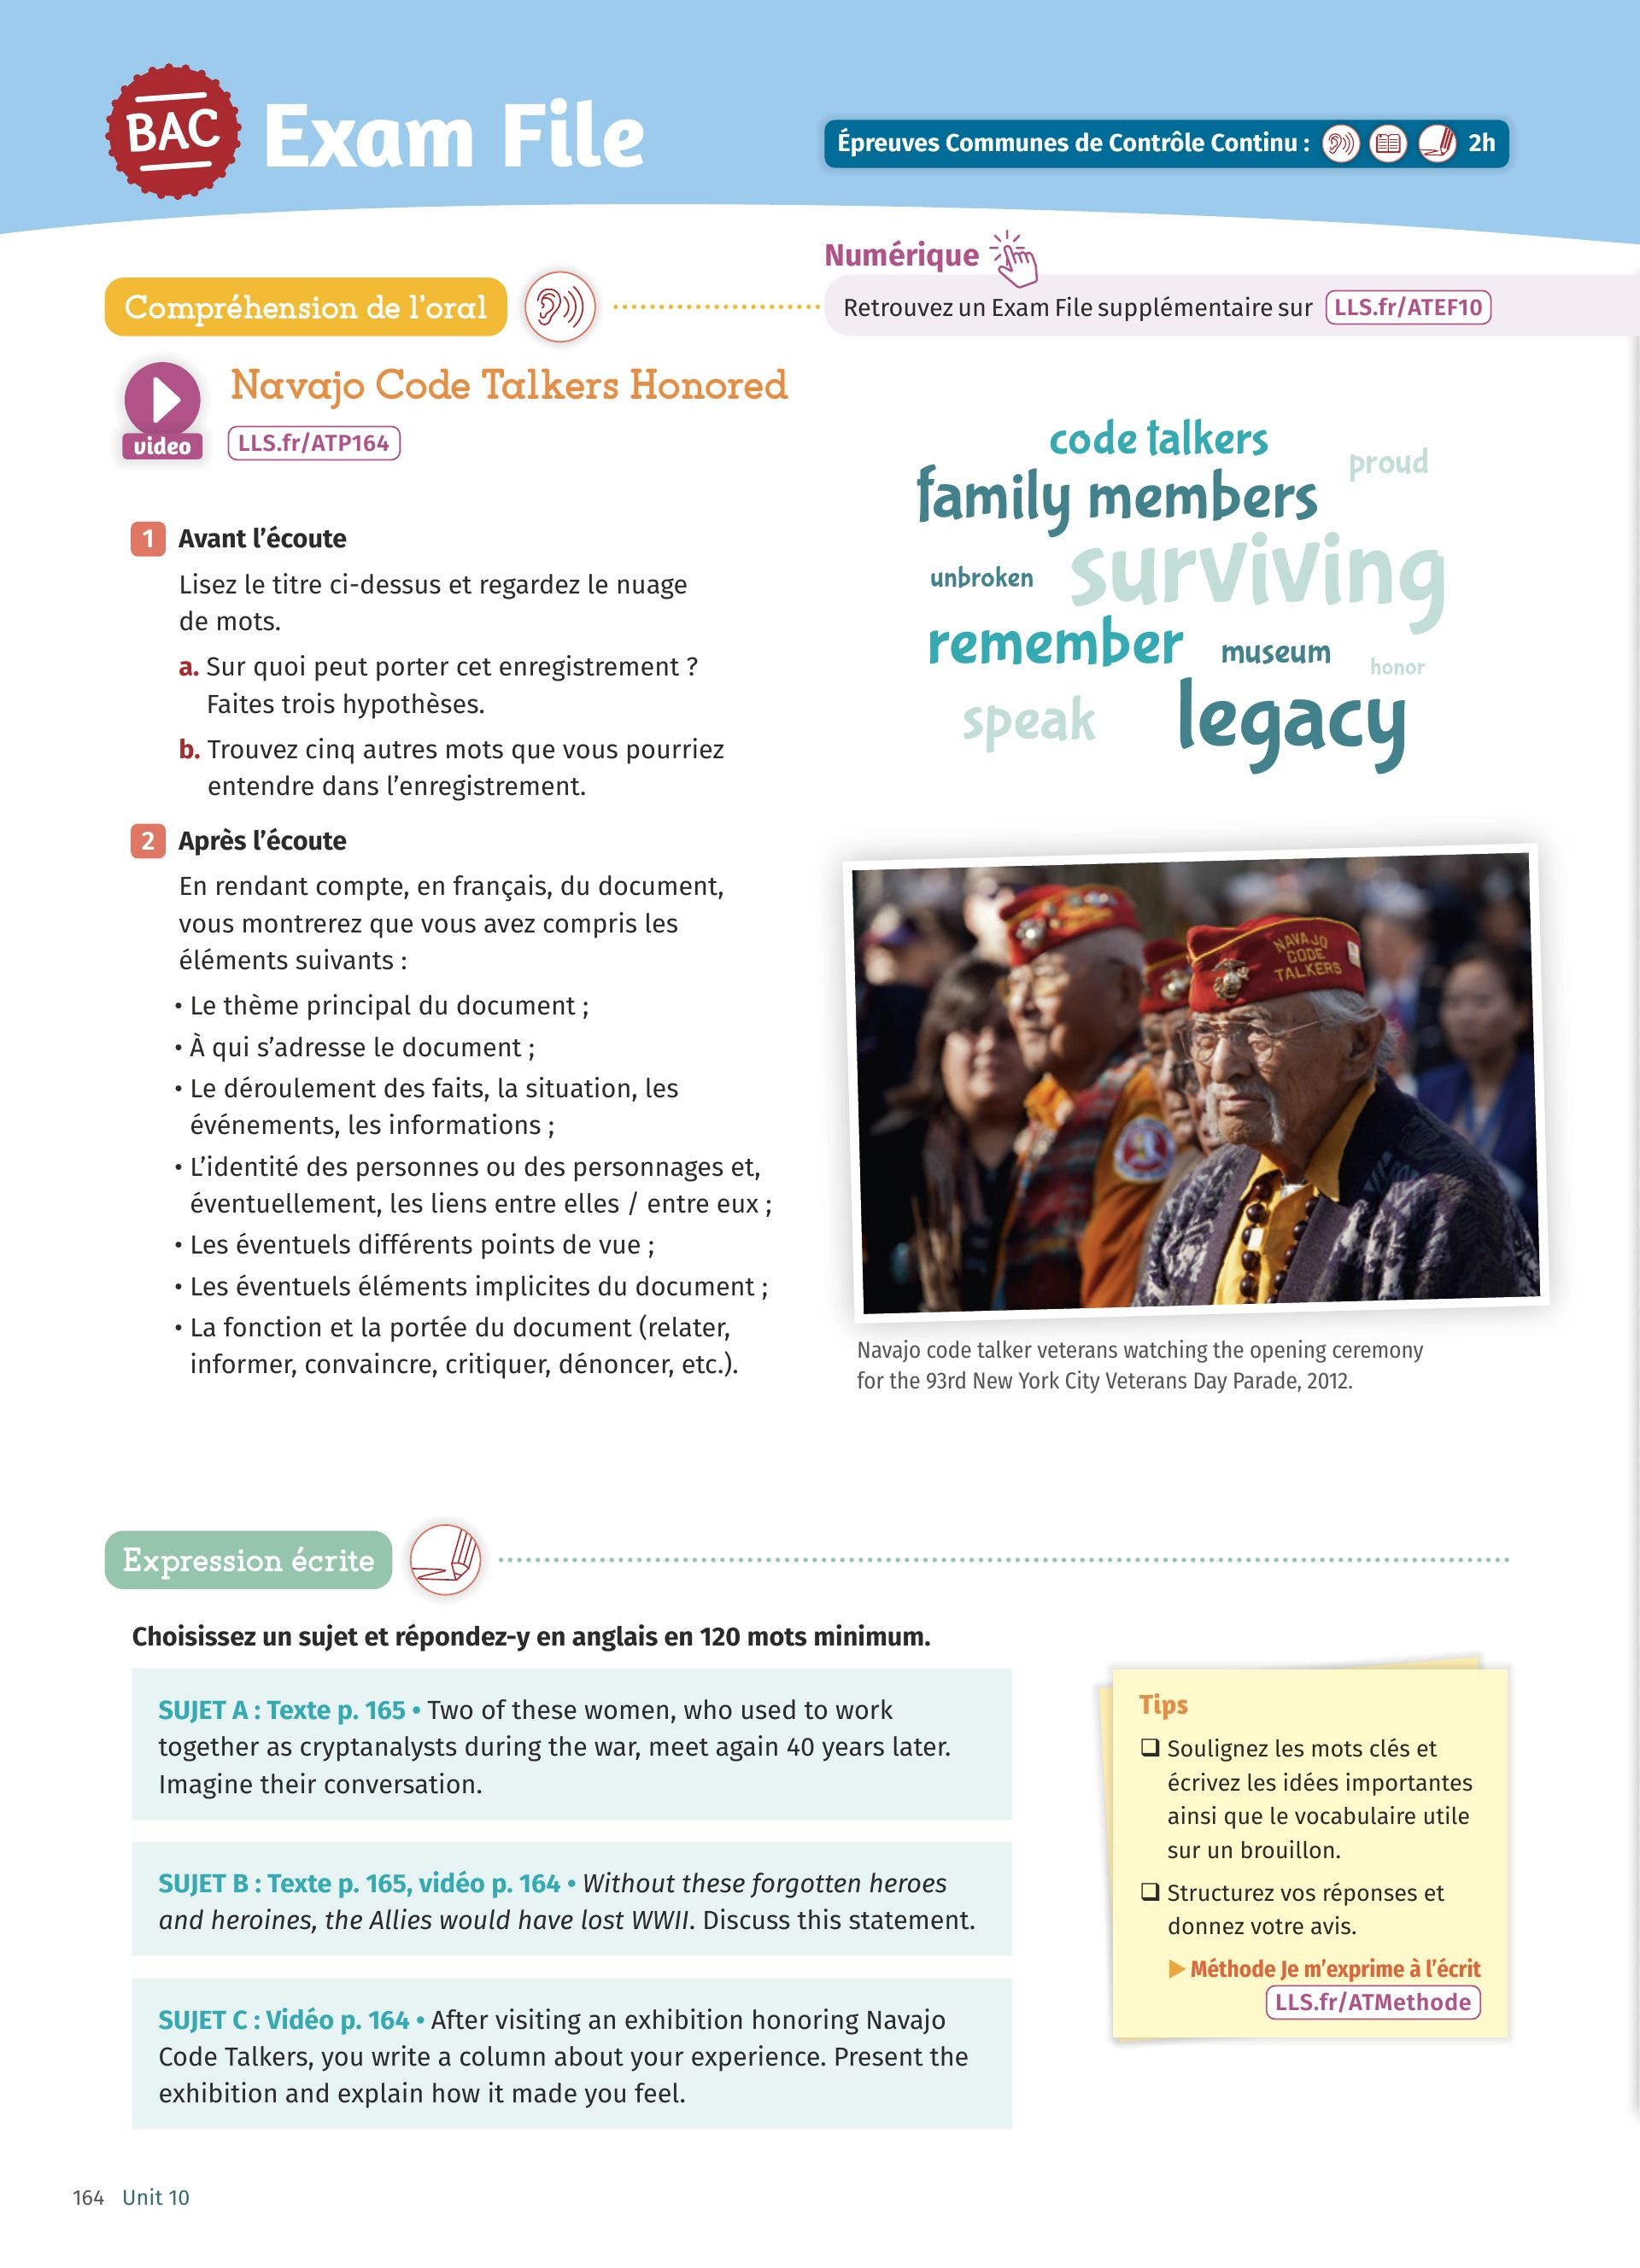 BAC
Exam File
Épreuves Communes de Contrôle Continu : 2h
Numérique
Retrouvez un Exam File supplémentaire sur LLS.fr/ATEF10
Compréhension de l'oral
Navajo Code Talkers Honored
video
LLS.fr/ATP164
code talkers
proud
family members
unbroken
surviving
remember
museum
honor
speak
legacy
1 Avant l'écoute
Lisez le titre ci-dessus et regardez le nuage
de mots.
a. Sur quoi peut porter cet enregistrement ?
Faites trois hypothèses.
b. Trouvez cinq autres mots que vous pourriez
entendre dans l'enregistrement.
2 Après l'écoute
En rendant compte, en français, du document,
vous montrerez que vous avez compris les
éléments suivants :
• Le thème principal du document ;
• À qui s'adresse le document ;
• Le déroulement des faits, la situation, les
événements, les informations ;
• L'identité des personnes ou des personnages et,
éventuellement, les liens entre elles / entre eux ;
• Les éventuels différents points de vue ;
• Les éventuels éléments implicites du document ;
• La fonction et la portée du document (relater,
informer, convaincre, critiquer, dénoncer, etc.).
NAVAJO
CODE
TALKERS
Navajo code talker veterans watching the opening ceremony
for the 93rd New York City Veterans Day Parade, 2012.
Expression écrite
Choisissez un sujet et répondez-y en anglais en 120 mots minimum.
SUJET A : Texte p. 165 • Two of these women, who used to work
together as cryptanalysts during the war, meet again 40 years later.
Imagine their conversation.
SUJET B : Texte p. 165, vidéo p. 164 • Without these forgotten heroes
and heroines, the Allies would have lost WWII. Discuss this statement.
SUJET C : Vidéo p. 164 • After visiting an exhibition honoring Navajo
Code Talkers, you write a column about your experience. Present the
exhibition and explain how it made you feel.
Tips
❑ Soulignez les mots clés et
écrivez les idées importantes
ainsi que le vocabulaire utile
sur un brouillon.
❑ Structurez vos réponses et
donnez votre avis.
▶ Méthode Je m'exprime à l'écrit
LLS.fr/ATMethode
164 Unit 10